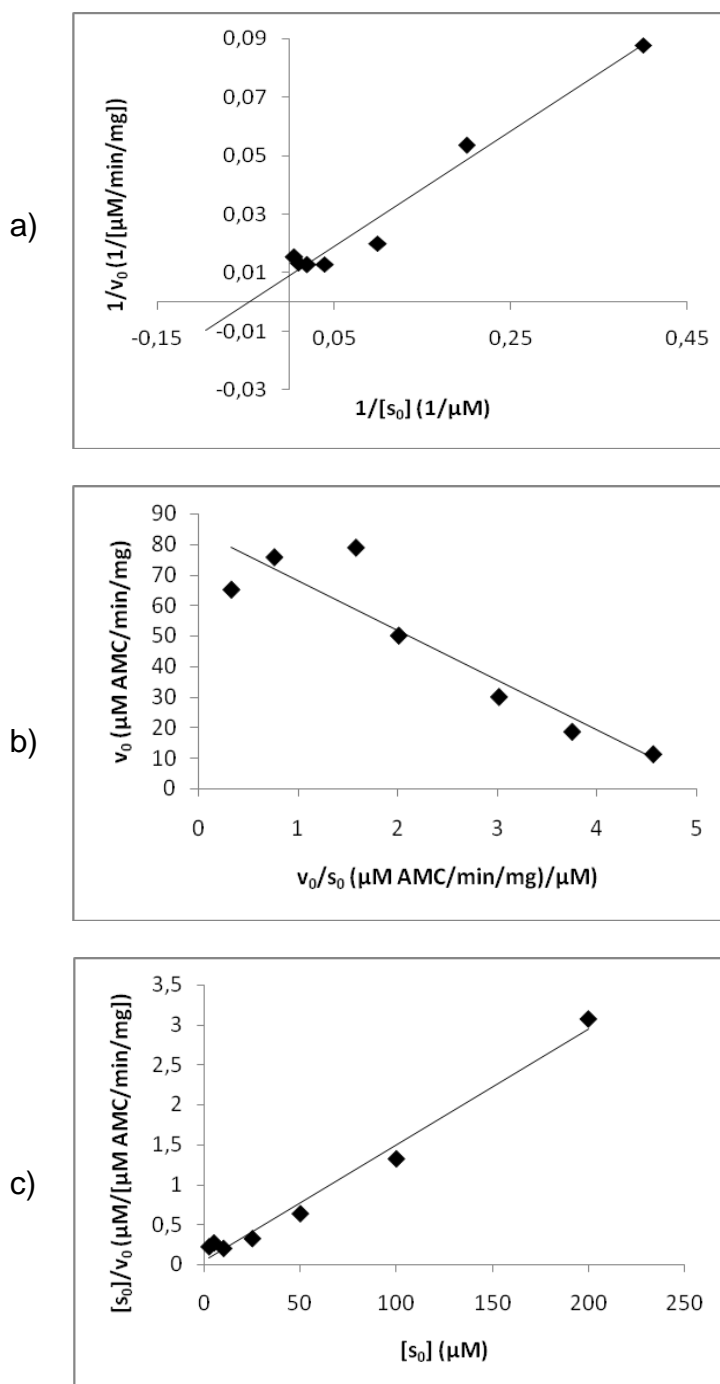 a)
1/v₀ (1/[µM/min/mg])
0,09
0,07
0,05
0,03
0,01
-0,01
-0,03
-0,15
0,05
0,25
0,45
1/[s₀] (1/µM)
b)
v₀ (µM AMC/min/mg)
90
80
70
60
50
40
30
20
10
0
0 1 2 3 4 5
v₀/s₀ (µM AMC/min/mg)/µM)
c)
[s₀]/v₀ (µM/[µM AMC/min/mg])
3,5
3
2,5
2
1,5
1
0,5
0
0 50 100 150 200 250
[s₀] (µM)